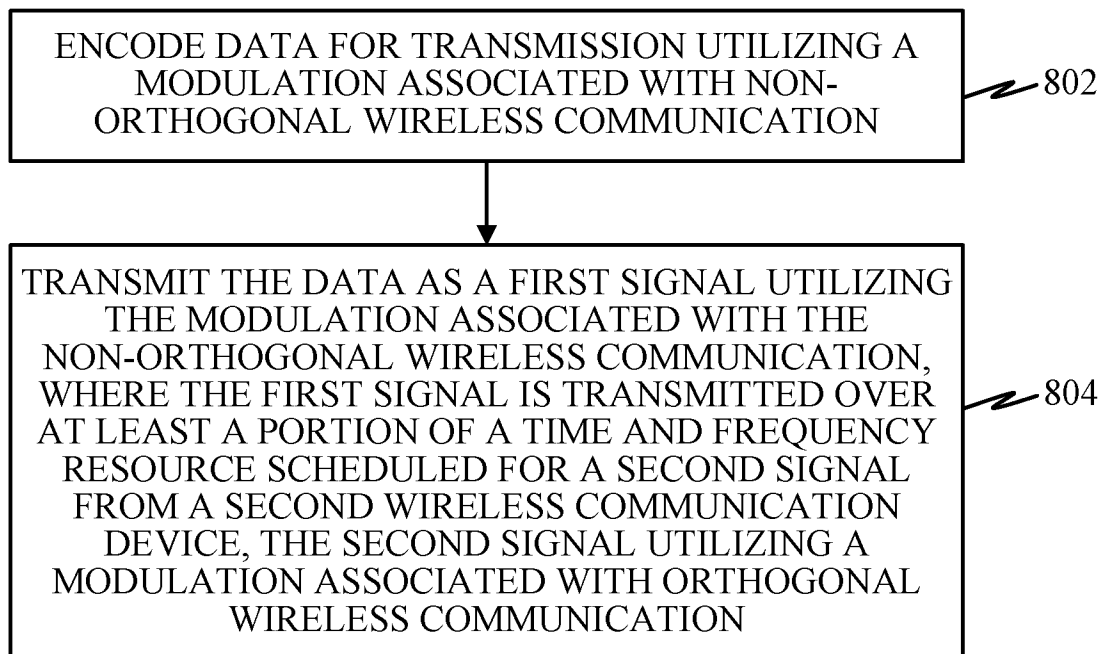 ENCODE DATA FOR TRANSMISSION UTILIZING A
MODULATION ASSOCIATED WITH NON-
ORTHOGONAL WIRELESS COMMUNICATION
802
TRANSMIT THE DATA AS A FIRST SIGNAL UTILIZING
THE MODULATION ASSOCIATED WITH THE
NON-ORTHOGONAL WIRELESS COMMUNICATION,
WHERE THE FIRST SIGNAL IS TRANSMITTED OVER
AT LEAST A PORTION OF A TIME AND FREQUENCY
RESOURCE SCHEDULED FOR A SECOND SIGNAL
FROM A SECOND WIRELESS COMMUNICATION
DEVICE, THE SECOND SIGNAL UTILIZING A
MODULATION ASSOCIATED WITH ORTHOGONAL
WIRELESS COMMUNICATION
804